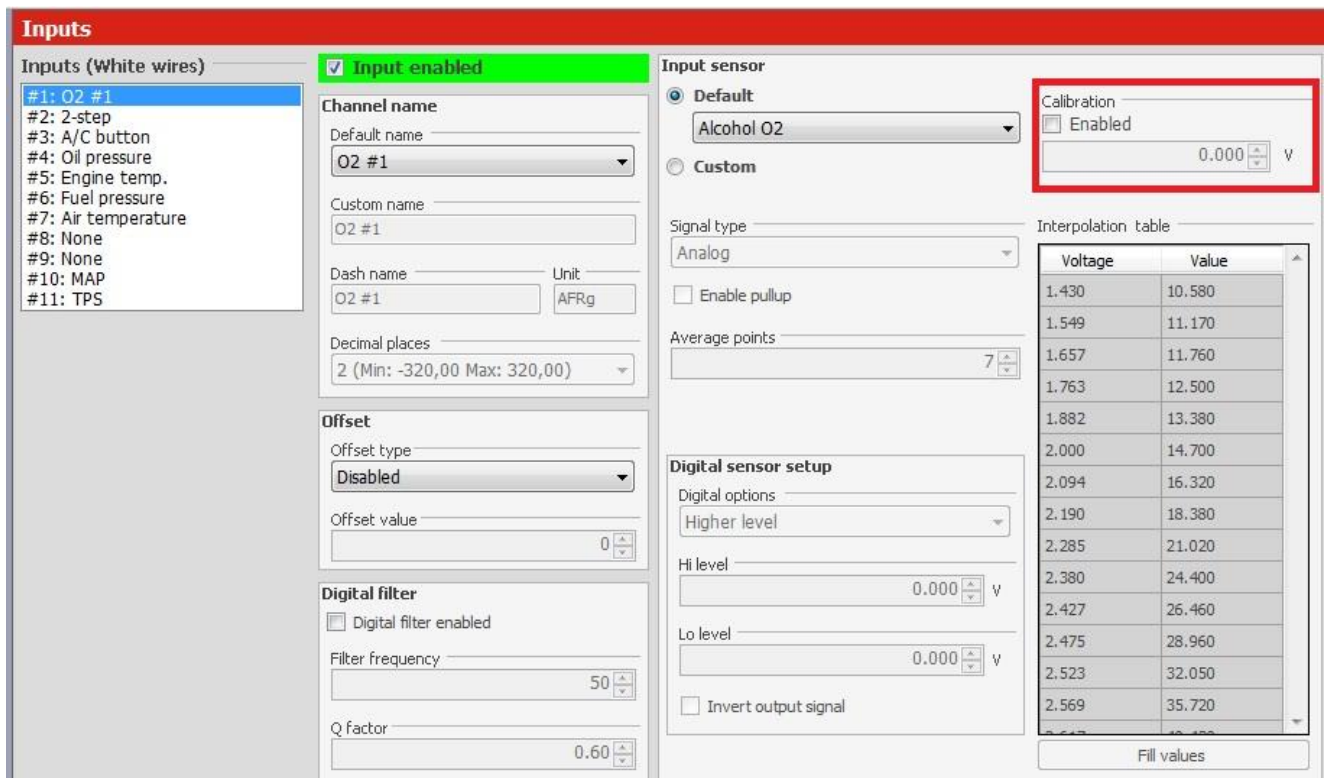 Inputs
Inputs (White wires)
#1: O2 #1
#2: 2-step
#3: A/C button
#4: Oil pressure
#5: Engine temp.
#6: Fuel pressure
#7: Air temperature
#8: None
#9: None
#10: MAP
#11: TPS
Input enabled
Channel name
Default name
O2 #1
Custom name
O2 #1
Dash name Unit
O2 #1 AFRg
Decimal places
2 (Min: -320,00 Max: 320,00)
Offset
Offset type
Disabled
Offset value
0
Digital filter
Digital filter enabled
Filter frequency
50
Q factor
0.60
Input sensor
Default
Alcohol O2
Custom
Signal type
Analog
Enable pullup
Average points
7
Digital sensor setup
Digital options
Higher level
Hi level
0.000 V
Lo level
0.000 V
Invert output signal
Calibration
Enabled
0.000 V
Interpolation table
Voltage Value
1.430 10.580
1.549 11.170
1.657 11.760
1.763 12.500
1.882 13.380
2.000 14.700
2.094 16.320
2.190 18.380
2.285 21.020
2.380 24.400
2.427 26.460
2.475 28.960
2.523 32.050
2.569 35.720
Fill values